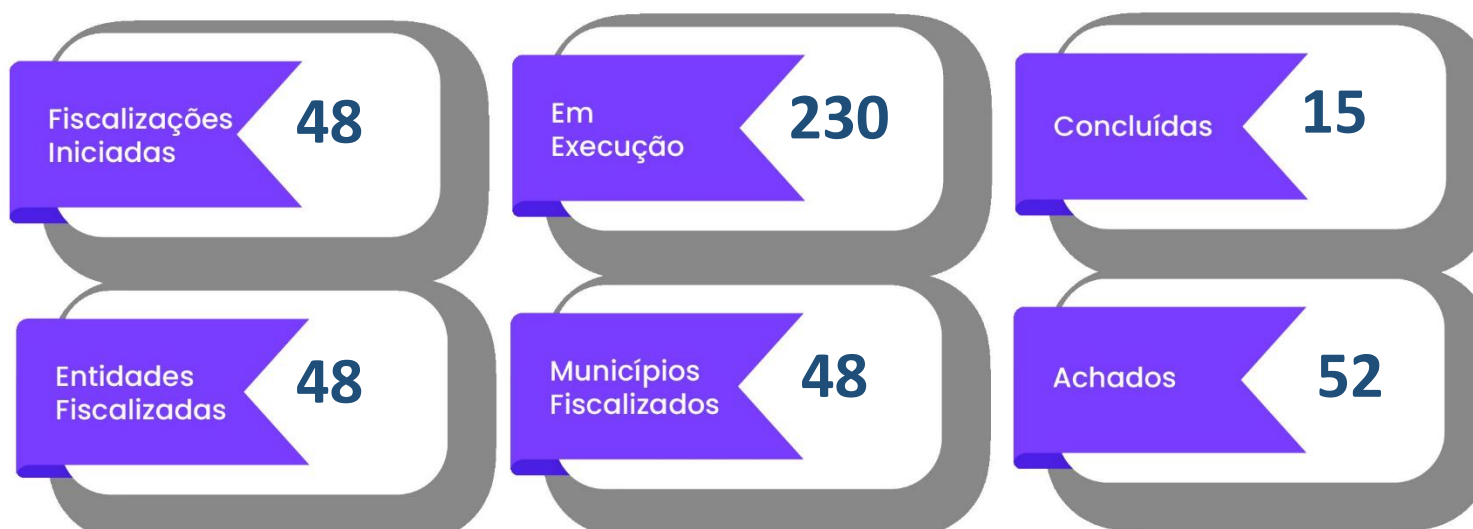 Fiscalizações
Iniciadas
48
Em
Execução
230
Concluídas
15
Entidades
Fiscalizadas
48
Municípios
Fiscalizados
48
Achados
52